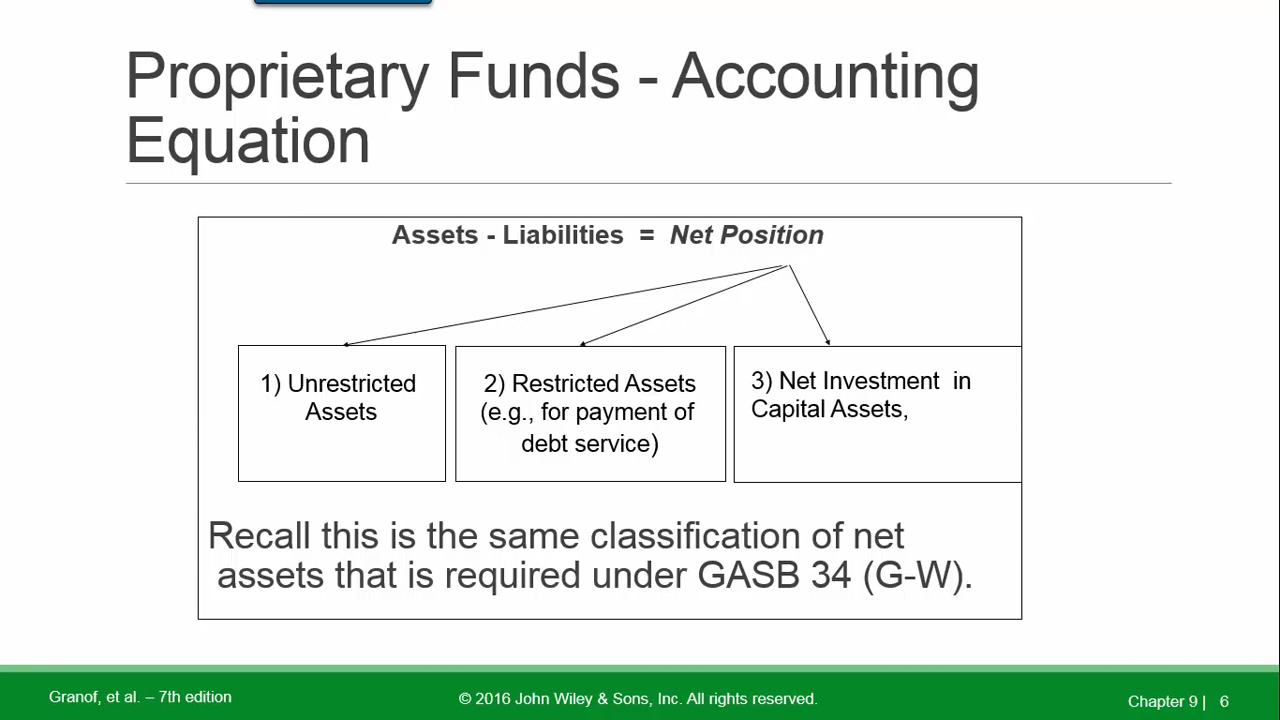 Proprietary Funds - Accounting
Equation
Assets - Liabilities = Net Position
1) Unrestricted
Assets
2) Restricted Assets
(e.g., for payment of
debt service)
3) Net Investment in
Capital Assets,
Recall this is the same classification of net
assets that is required under GASB 34 (G-W).
Granof, et al. – 7th edition
© 2016 John Wiley & Sons, Inc. All rights reserved.
Chapter 9 | 6